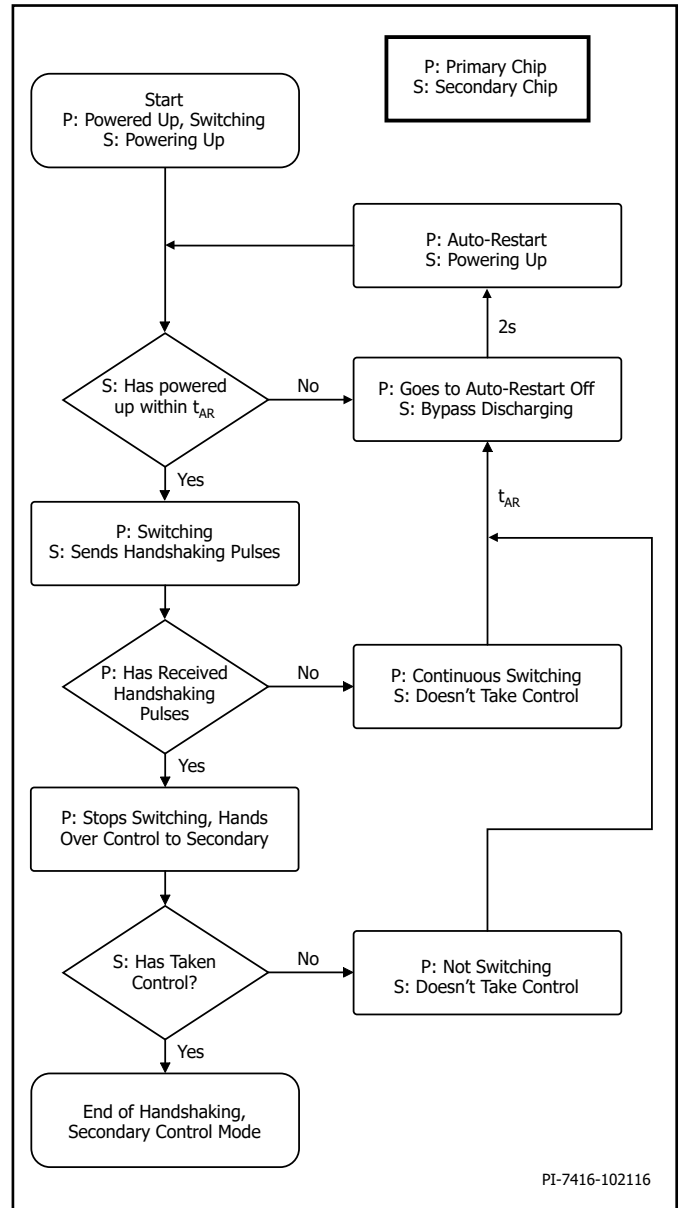 P: Primary Chip
S: Secondary Chip
Start
P: Powered Up, Switching
S: Powering Up
P: Auto-Restart
S: Powering Up
2s
S: Has powered
up within tAR
No
P: Goes to Auto-Restart Off
S: Bypass Discharging
Yes
tAR
P: Switching
S: Sends Handshaking Pulses
P: Has Received
Handshaking
Pulses
No
P: Continuous Switching
S: Doesn’t Take Control
Yes
P: Stops Switching, Hands
Over Control to Secondary
S: Has Taken
Control?
No
P: Not Switching
S: Doesn’t Take Control
Yes
End of Handshaking,
Secondary Control Mode
PI-7416-102116